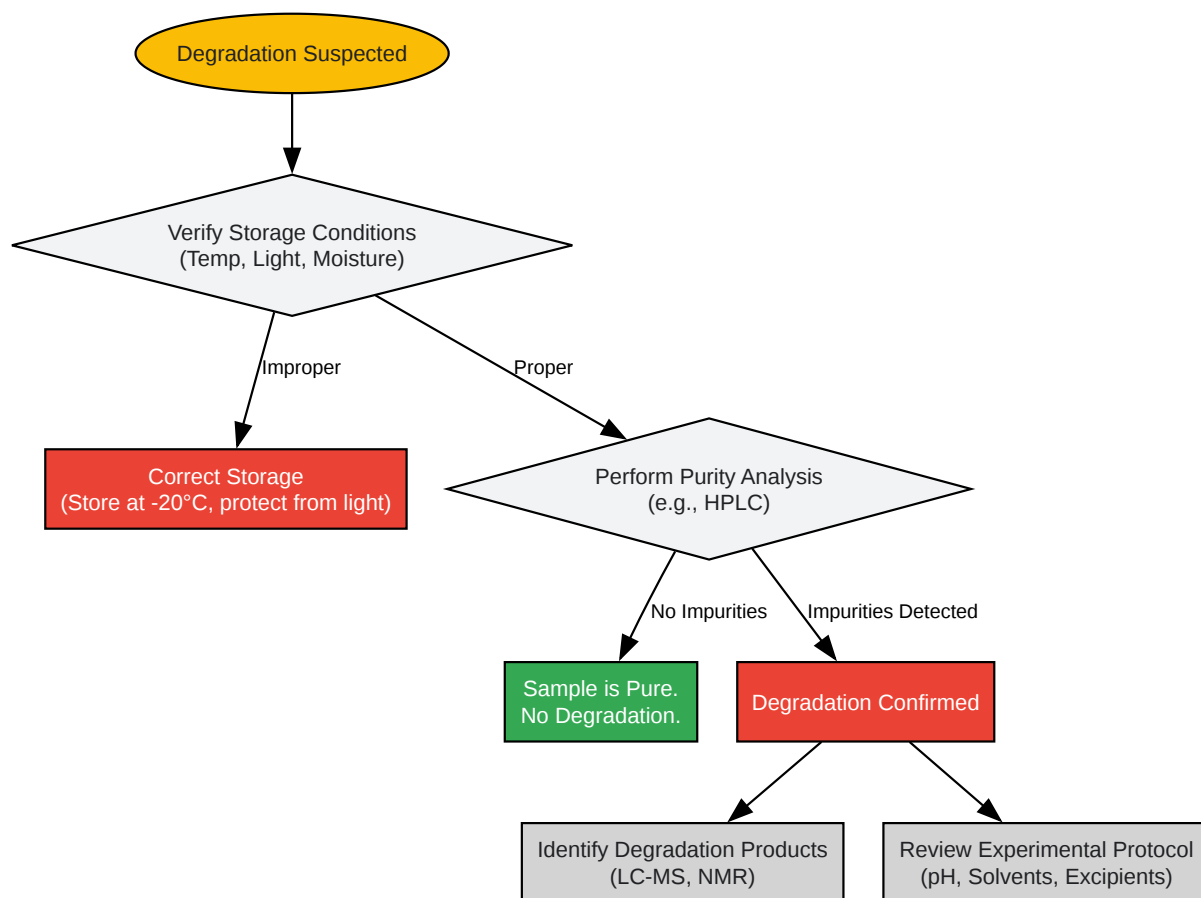 Degradation Suspected
Verify Storage Conditions
(Temp, Light, Moisture)
Improper
Proper
Correct Storage
(Store at -20°C, protect from light)
Perform Purity Analysis
(e.g., HPLC)
No Impurities
Impurities Detected
Sample is Pure.
No Degradation.
Degradation Confirmed
Identify Degradation Products
(LC-MS, NMR)
Review Experimental Protocol
(pH, Solvents, Excipients)